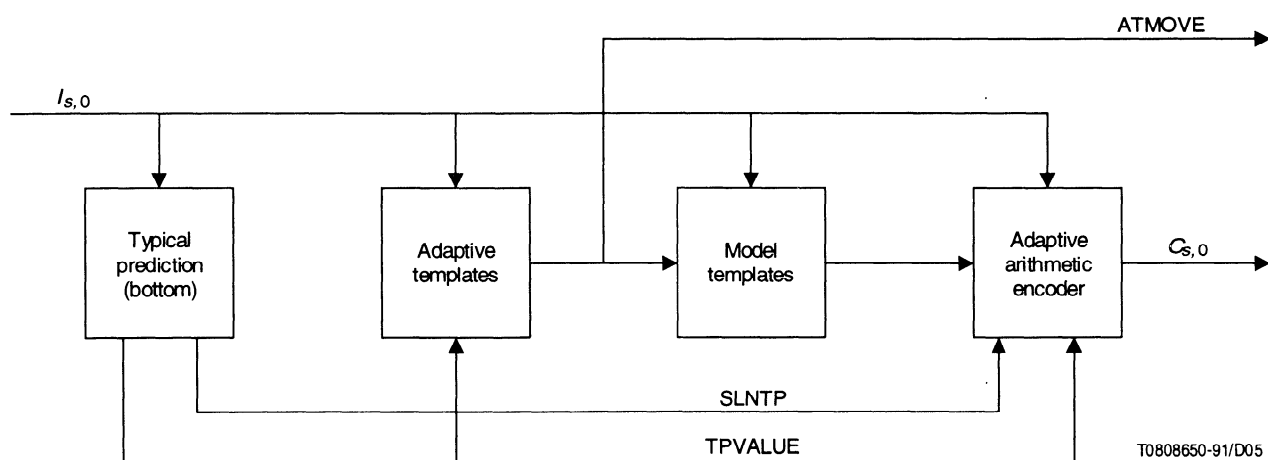 ATMOVE
I_{s,0}
Typical
prediction
(bottom)
Adaptive
templates
Model
templates
Adaptive
arithmetic
encoder
C_{s,0}
SLNTP
TPVALUE
T0808650-91/D05